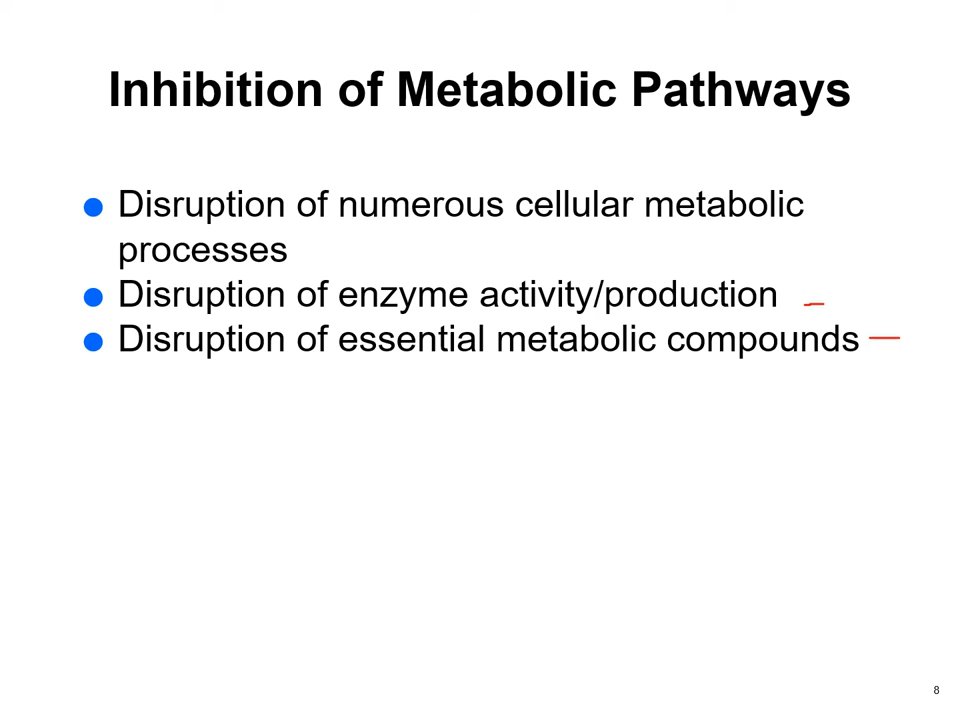 Inhibition of Metabolic Pathways
● Disruption of numerous cellular metabolic
processes
● Disruption of enzyme activity/production
● Disruption of essential metabolic compounds
8